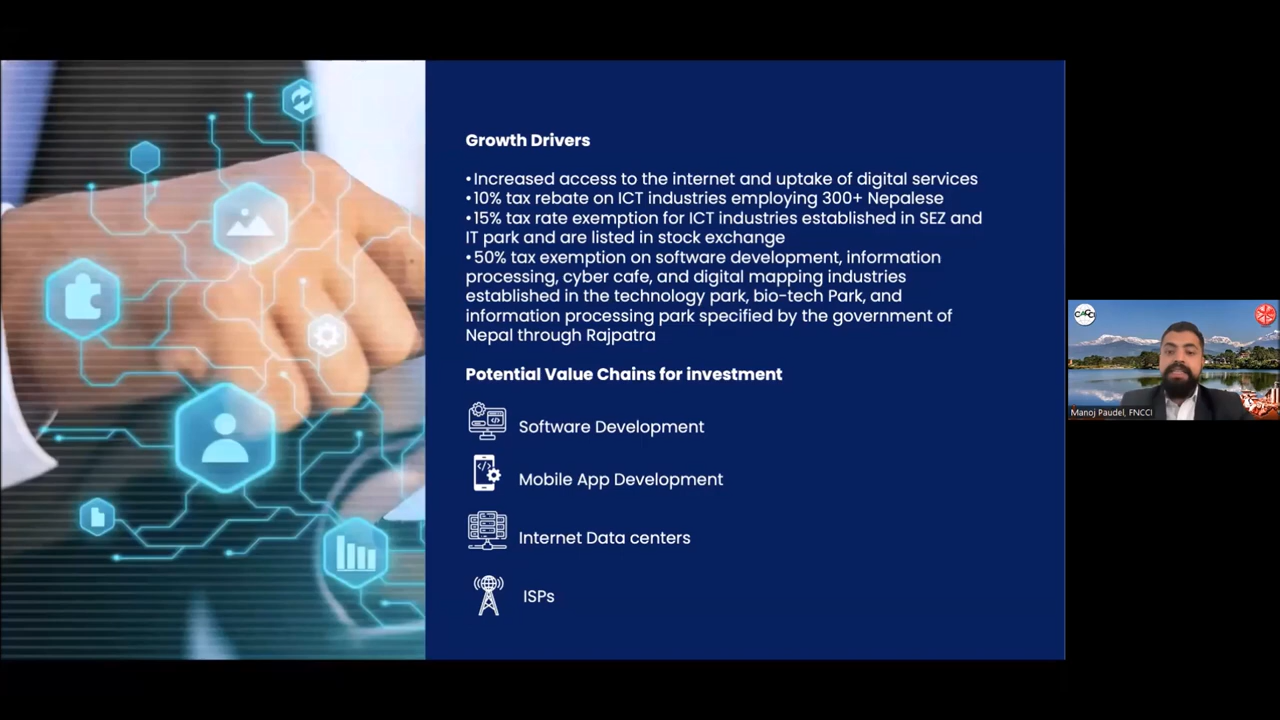 Growth Drivers
•Increased access to the internet and uptake of digital services
•10% tax rebate on ICT industries employing 300+ Nepalese
•15% tax rate exemption for ICT industries established in SEZ and
IT park and are listed in stock exchange
•50% tax exemption on software development, information
processing, cyber cafe, and digital mapping industries
established in the technology park, bio-tech Park, and
information processing park specified by the government of
Nepal through Rajpatra
Potential Value Chains for investment
Software Development
Mobile App Development
Internet Data centers
ISPs
CACCI
Manoj Paudel, FNCCI